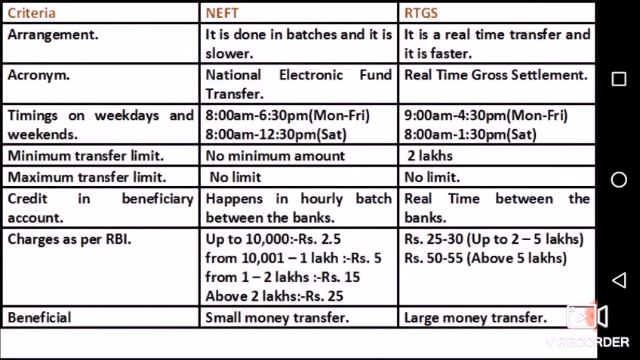 Criteria NEFT RTGS
Arrangement. It is done in batches and it is It is a real time transfer and
slower. it is faster.
Acronym. National Electronic Fund Real Time Gross Settlement.
Transfer.
Timings on weekdays and 8:00am-6:30pm(Mon-Fri) 9:00am-4:30pm(Mon-Fri)
weekends. 8:00am-12:30pm(Sat) 8:00am-1:30pm(Sat)
Minimum transfer limit. No minimum amount 2 lakhs
Maximum transfer limit. No limit No limit.
Credit in beneficiary Happens in hourly batch Real Time between the
account. between the banks. banks.
Charges as per RBI. Up to 10,000:-Rs. 2.5 Rs. 25-30 (Up to 2 – 5 lakhs)
from 10,001 – 1 lakh :-Rs. 5 Rs. 50-55 (Above 5 lakhs)
from 1 – 2 lakhs :-Rs. 15
Above 2 lakhs:-Rs. 25
Beneficial Small money transfer. Large money transfer.
V RECORDER